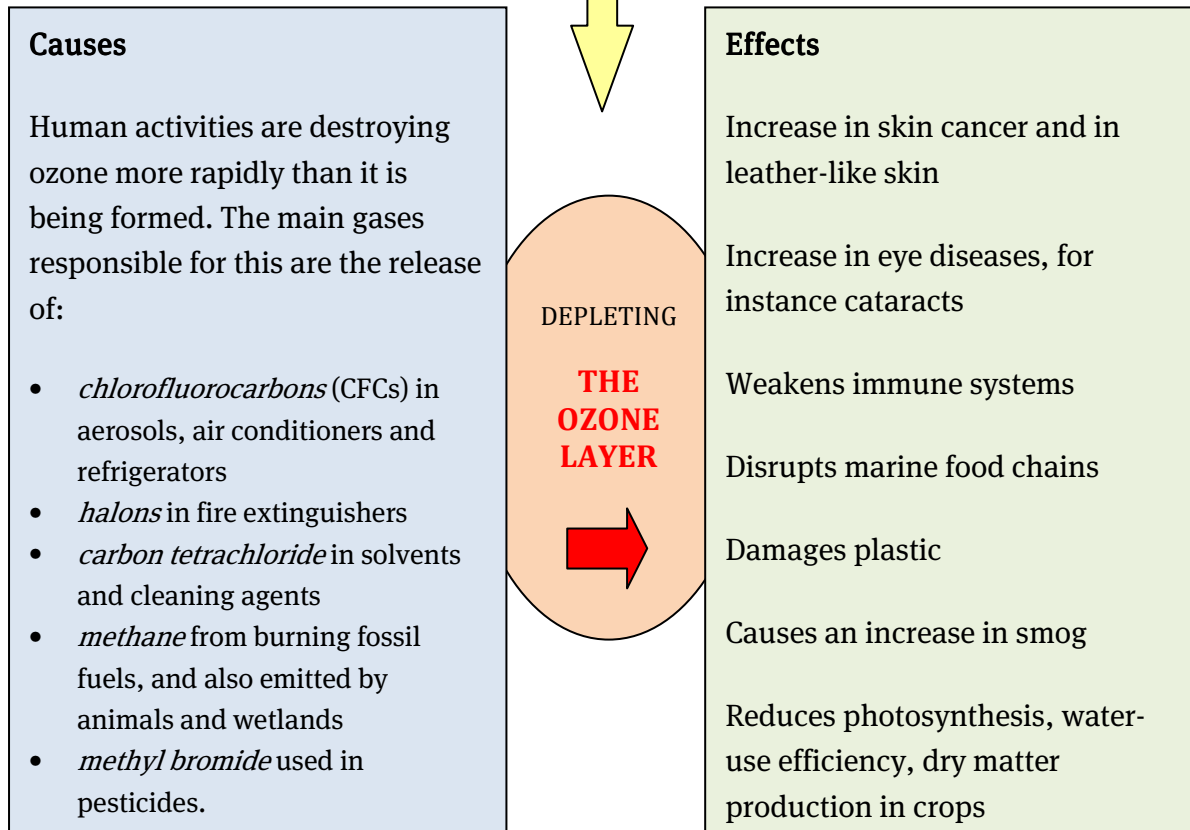 Causes
Human activities are destroying
ozone more rapidly than it is
being formed. The main gases
responsible for this are the release
of:
• chlorofluorocarbons (CFCs) in
aerosols, air conditioners and
refrigerators
• halons in fire extinguishers
• carbon tetrachloride in solvents
and cleaning agents
• methane from burning fossil
fuels, and also emitted by
animals and wetlands
• methyl bromide used in
pesticides.
DEPLETING
THE
OZONE
LAYER
Effects
Increase in skin cancer and in
leather-like skin
Increase in eye diseases, for
instance cataracts
Weakens immune systems
Disrupts marine food chains
Damages plastic
Causes an increase in smog
Reduces photosynthesis, water-
use efficiency, dry matter
production in crops